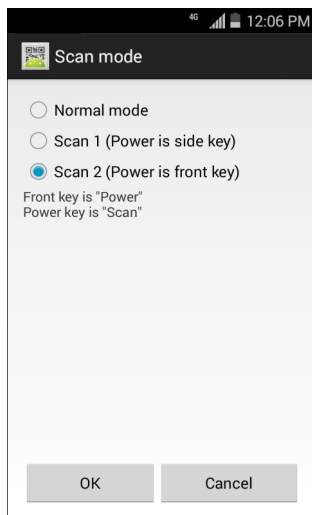 4G 12:06 PM
Scan mode
Normal mode
Scan 1 (Power is side key)
Scan 2 (Power is front key)
Front key is "Power"
Power key is "Scan"
OK Cancel